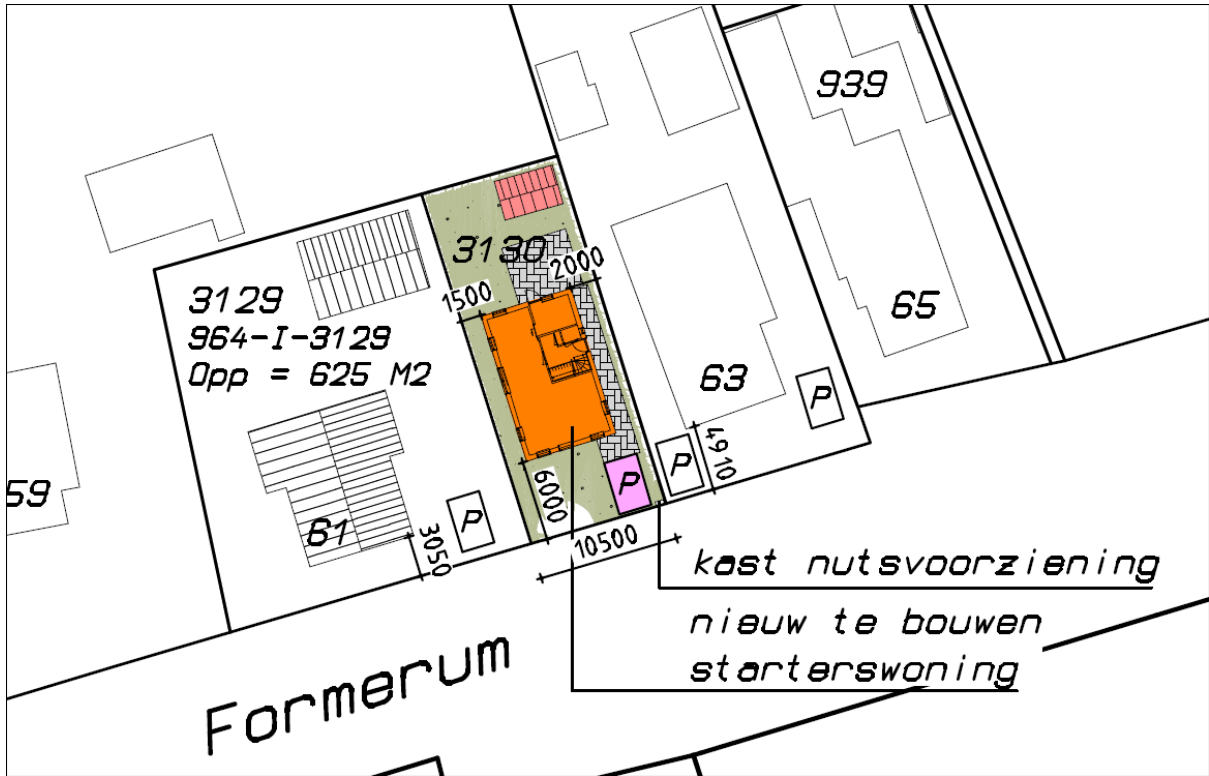 939
3130
2000
1500
3129
964-I-3129
Opp = 625 M2
65
63
P
59
61
P
3050
6000
P
P
4910
10500
kast nutsvoorziening
nieuw te bouwen
starterswoning
Formerum